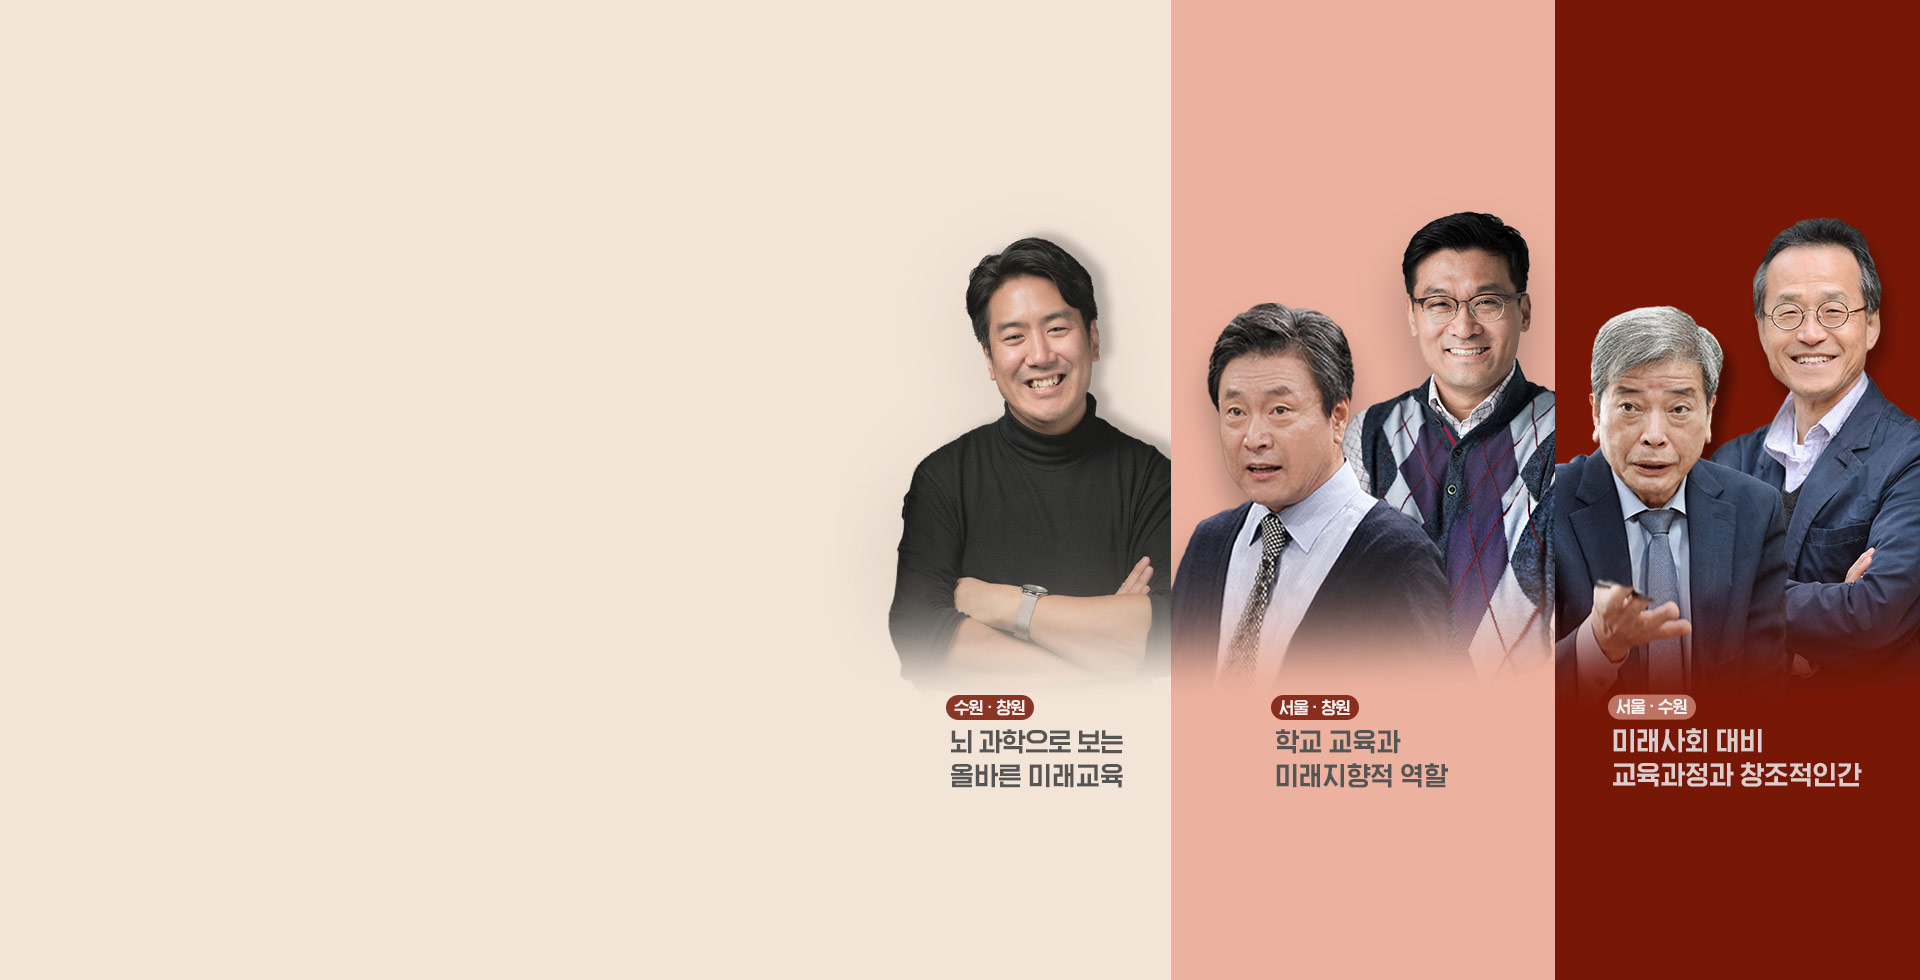 수원 · 창원
뇌 과학으로 보는
올바른 미래교육
서울 · 창원
학교 교육과
미래지향적 역할
서울 · 수원
미래사회 대비
교육과정과 창조적인간